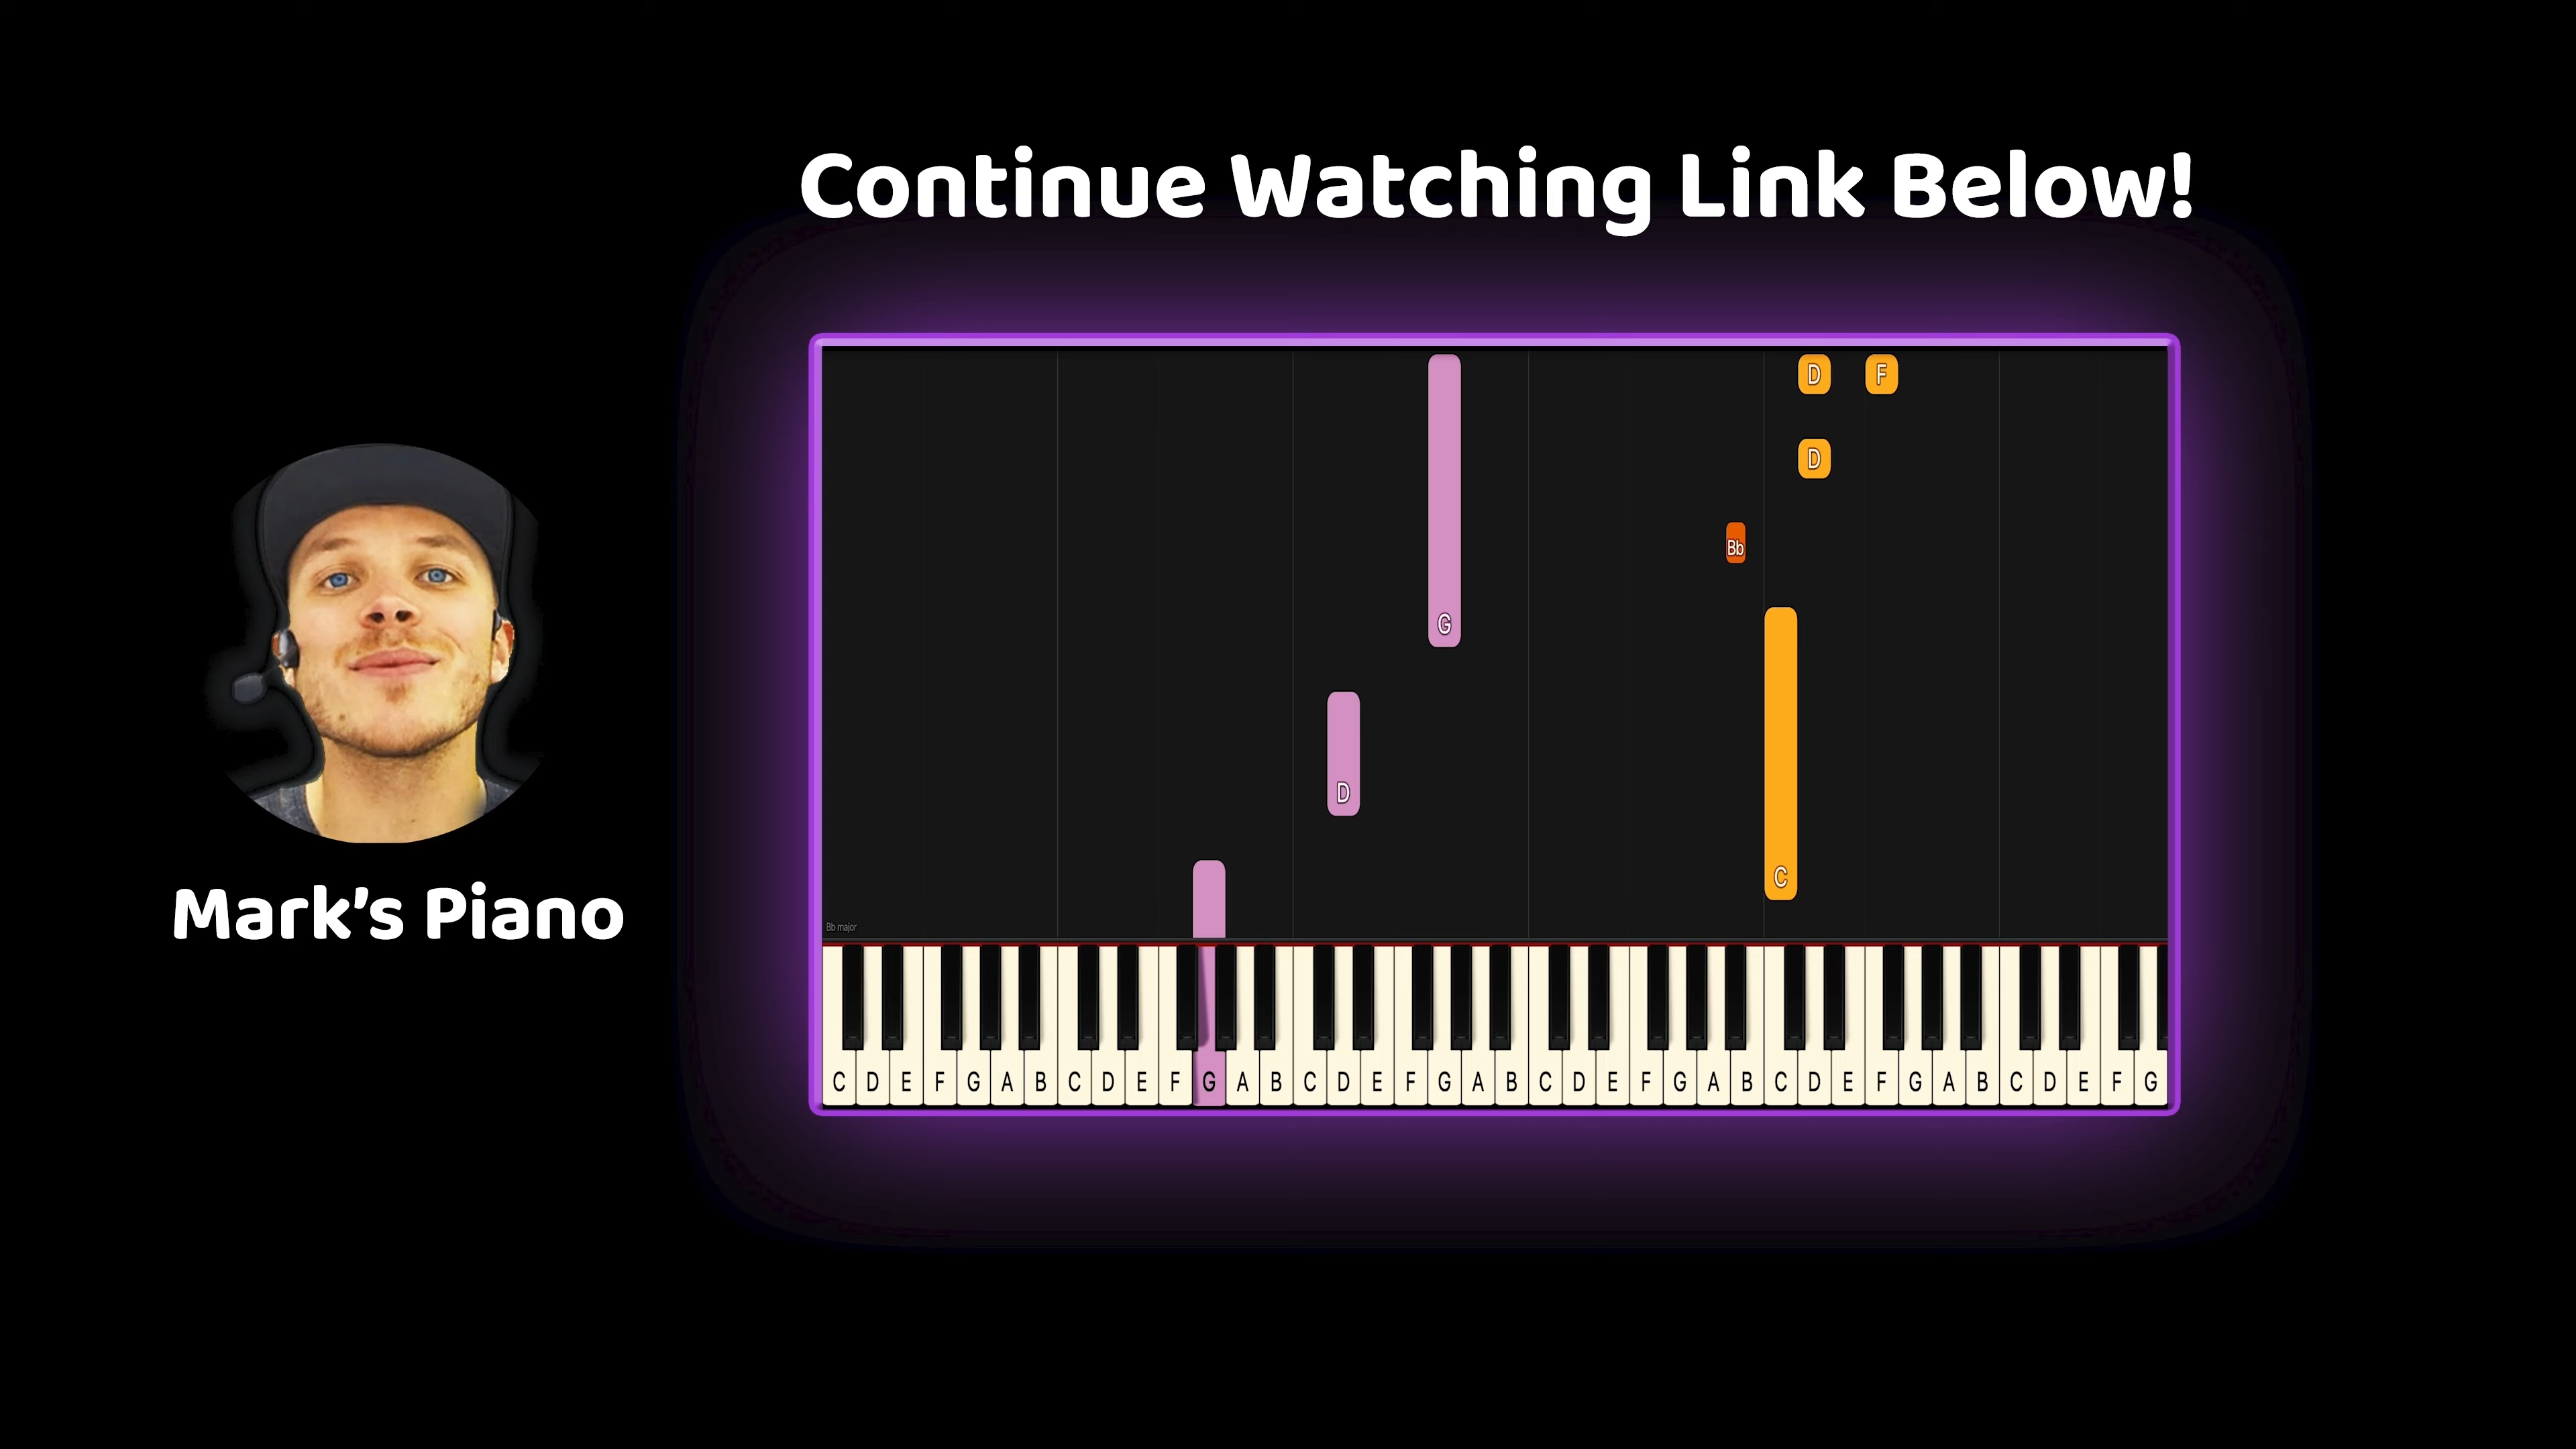 Continue Watching Link Below!
D F
D
Bb
G
D
C
Bb major
C D E F G A B C D E F G A B C D E F G A B C D E F G A B C D E F G A B C D E F G
Mark's Piano